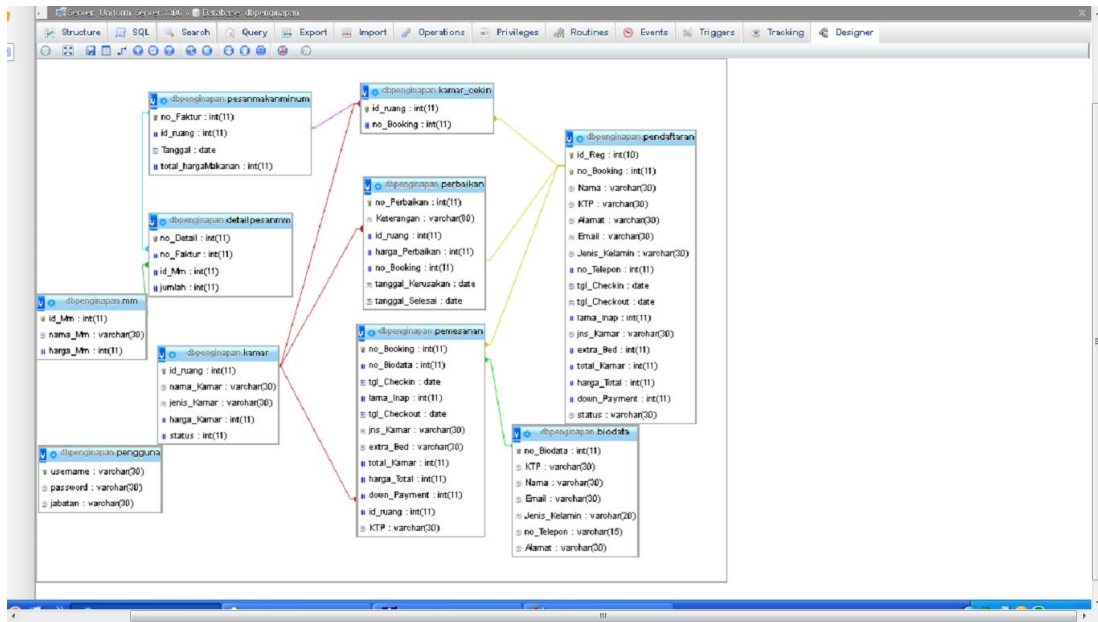 Server: Uniform Server:3306 » Database: dbpenginapan
Structure SQL Search Query Export Import Operations Privileges Routines Events Triggers Tracking Designer
dbpenginapan.pesanmakanminum
no_Faktur : int(11)
id_ruang : int(11)
Tanggal : date
total_hargaMakanan : int(11)
dbpenginapan.kamar_cekin
id_ruang : int(11)
no_Booking : int(11)
dbpenginapan.pendaftaran
id_Reg : int(10)
no_Booking : int(11)
Nama : varchar(30)
KTP : varchar(30)
Alamat : varchar(30)
Email : varchar(30)
Jenis_Kelamin : varchar(30)
no_Telepon : int(11)
tgl_Checkin : date
tgl_Checkout : date
lama_Inap : int(11)
jns_Kamar : varchar(30)
extra_Bed : int(11)
total_Kamar : int(11)
harga_Total : int(11)
down_Payment : int(11)
status : varchar(30)
dbpenginapan.perbaikan
no_Perbaikan : int(11)
Keterangan : varchar(80)
id_ruang : int(11)
harga_Perbaikan : int(11)
no_Booking : int(11)
tanggal_Kerusakan : date
tanggal_Selesai : date
dbpenginapan.detailpesanmm
no_Detail : int(11)
no_Faktur : int(11)
id_Mm : int(11)
jumlah : int(11)
dbpenginapan.mm
id_Mm : int(11)
nama_Mm : varchar(30)
harga_Mm : int(11)
dbpenginapan.pemesanan
no_Booking : int(11)
no_Biodata : int(11)
tgl_Checkin : date
lama_Inap : int(11)
tgl_Checkout : date
jns_Kamar : varchar(30)
extra_Bed : varchar(30)
total_Kamar : int(11)
harga_Total : int(11)
down_Payment : int(11)
id_ruang : int(11)
KTP : varchar(30)
dbpenginapan.kamar
id_ruang : int(11)
nama_Kamar : varchar(30)
jenis_Kamar : varchar(30)
harga_Kamar : int(11)
status : int(11)
dbpenginapan.pengguna
username : varchar(30)
password : varchar(30)
jabatan : varchar(30)
dbpenginapan.biodata
no_Biodata : int(11)
KTP : varchar(30)
Nama : varchar(30)
Email : varchar(30)
Jenis_Kelamin : varchar(20)
no_Telepon : varchar(15)
Alamat : varchar(30)